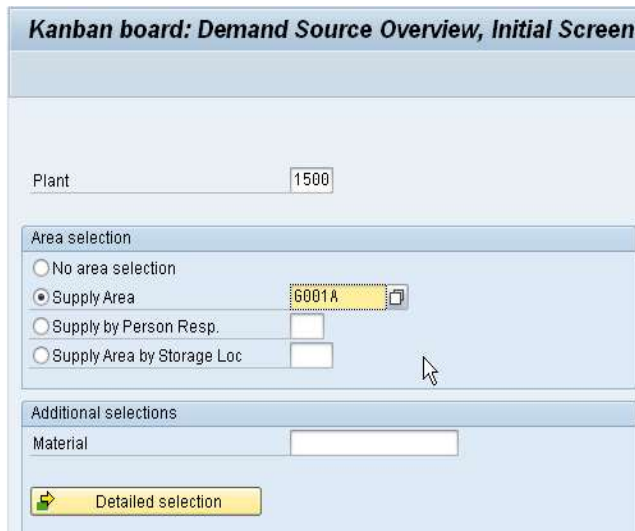 Kanban board: Demand Source Overview, Initial Screen
Plant 1500
Area selection
No area selection
Supply Area G001A
Supply by Person Resp.
Supply Area by Storage Loc
Additional selections
Material
Detailed selection